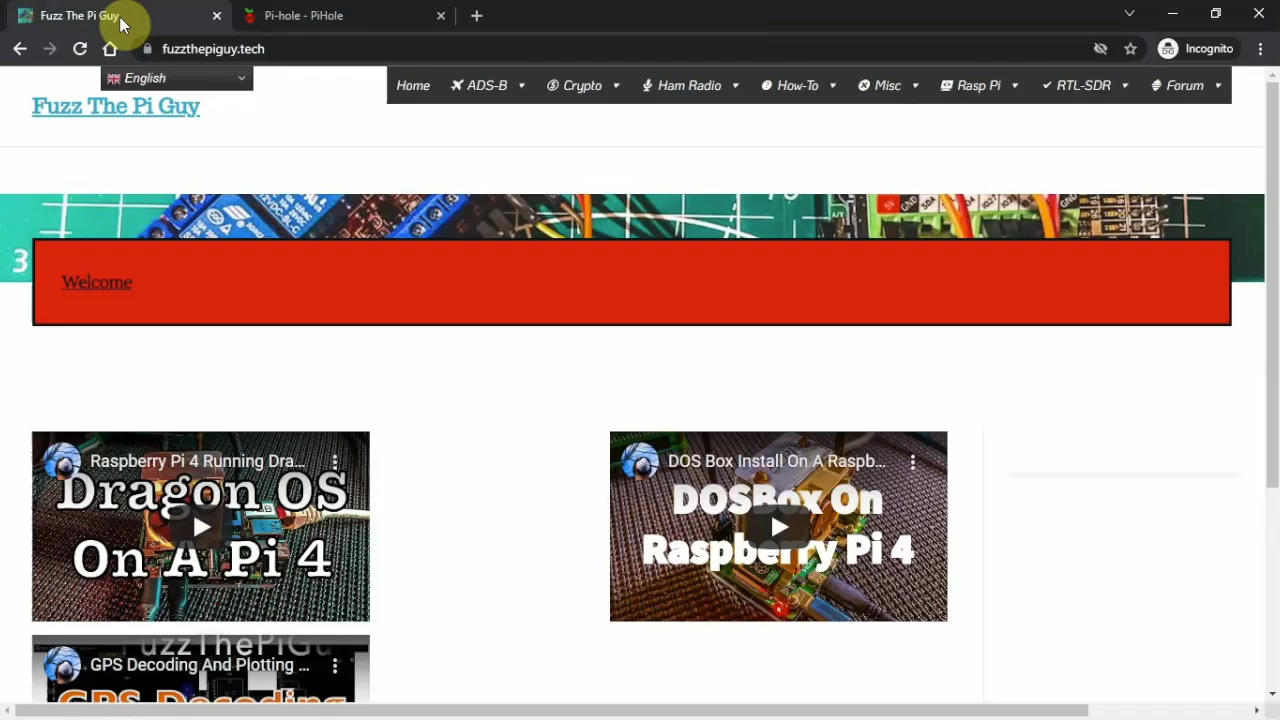 Fuzz The Pi Guy
Pi-hole - PiHole
fuzzthepiguy.tech
Incognito
English
Home ADS-B Crypto Ham Radio How-To Misc Rasp Pi RTL-SDR Forum
Fuzz The Pi Guy
3
Welcome
Raspberry Pi 4 Running Dra...
Dragon OS
On A Pi 4
DOS Box Install On A Raspb...
DOSBox On
Raspberry Pi 4
FuzzThePiGu
GPS Decoding And Plotting ...
GPS Decoding